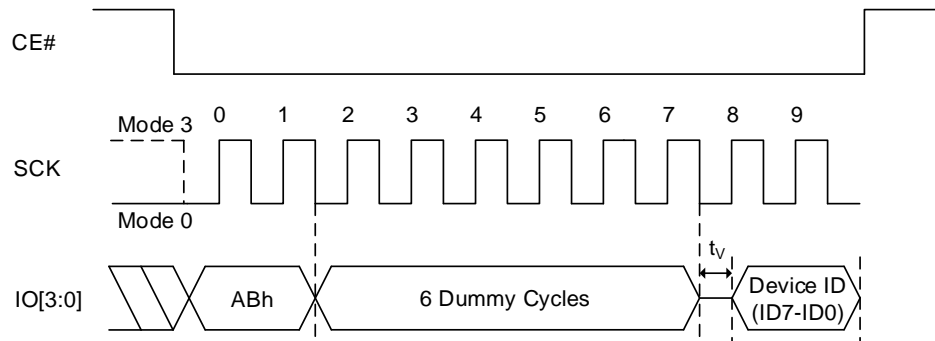 CE#
0 1 2 3 4 5 6 7 8 9
Mode 3
SCK
Mode 0
tV
IO[3:0] ABh 6 Dummy Cycles Device ID
(ID7-ID0)